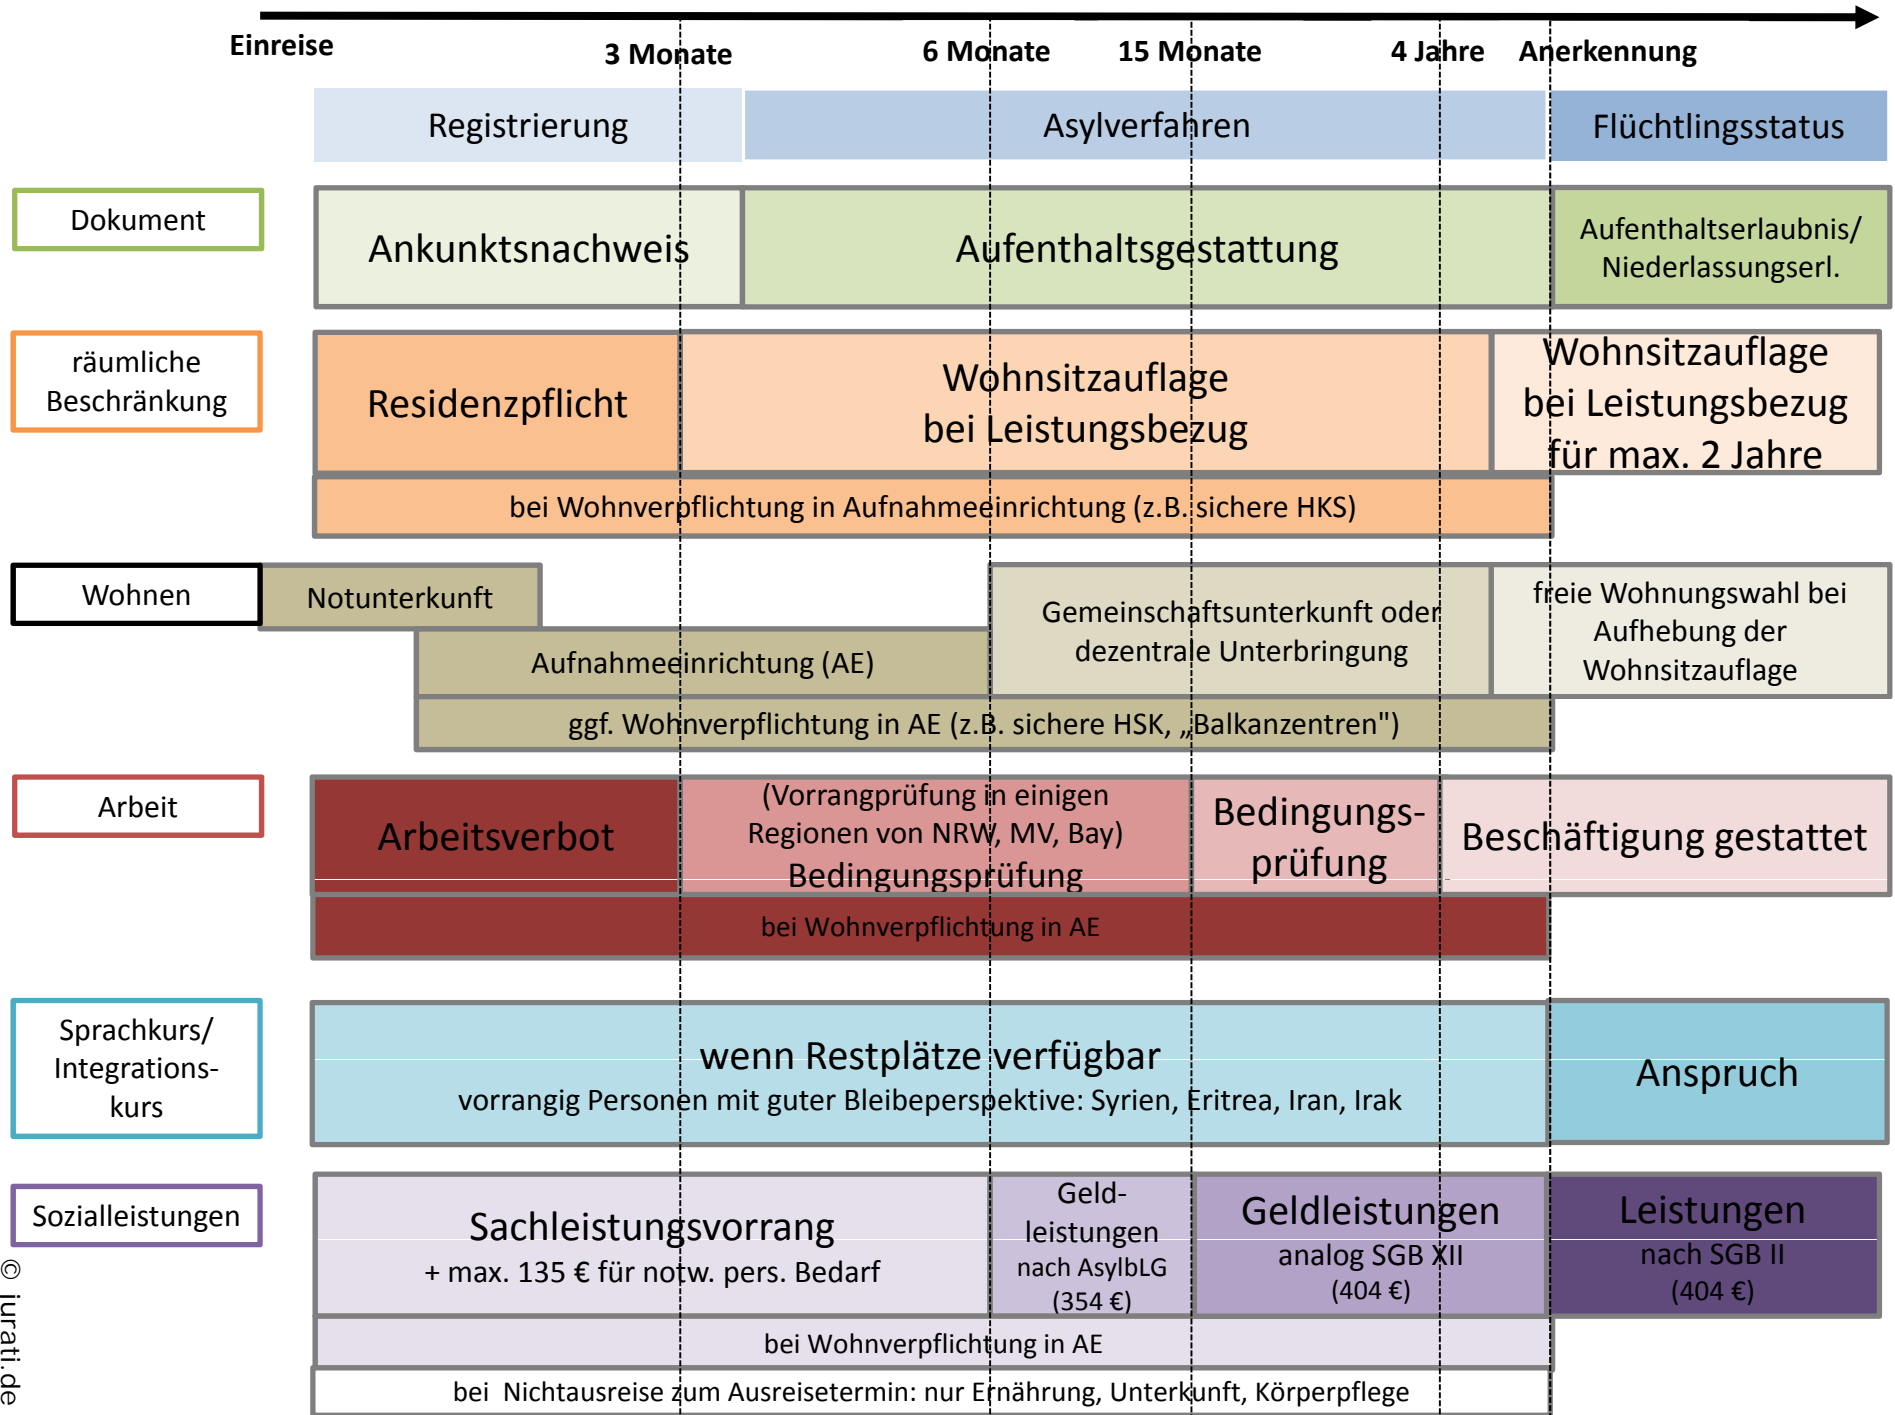 Einreise
3 Monate
6 Monate
15 Monate
4 Jahre
Anerkennung
Registrierung
Asylverfahren
Flüchtlingsstatus
Dokument
Ankunktsnachweis
Aufenthaltsgestattung
Aufenthaltserlaubnis/
Niederlassungserl.
räumliche
Beschränkung
Residenzpflicht
Wohnsitzauflage
bei Leistungsbezug
Wohnsitzauflage
bei Leistungsbezug
für max. 2 Jahre
bei Wohnverpflichtung in Aufnahmeeinrichtung (z.B. sichere HKS)
Wohnen
Notunterkunft
Aufnahmeeinrichtung (AE)
Gemeinschaftsunterkunft oder
dezentrale Unterbringung
freie Wohnungswahl bei
Aufhebung der
Wohnsitzauflage
ggf. Wohnverpflichtung in AE (z.B. sichere HSK, „Balkanzentren")
Arbeit
Arbeitsverbot
(Vorrangprüfung in einigen
Regionen von NRW, MV, Bay)
Bedingungsprüfung
Bedingungs-
prüfung
Beschäftigung gestattet
bei Wohnverpflichtung in AE
Sprachkurs/
Integrations-
kurs
wenn Restplätze verfügbar
vorrangig Personen mit guter Bleibeperspektive: Syrien, Eritrea, Iran, Irak
Anspruch
Sozialleistungen
Sachleistungsvorrang
+ max. 135 € für notw. pers. Bedarf
Geld-
leistungen
nach AsylbLG
(354 €)
Geldleistungen
analog SGB XII
(404 €)
Leistungen
nach SGB II
(404 €)
bei Wohnverpflichtung in AE
bei Nichtausreise zum Ausreisetermin: nur Ernährung, Unterkunft, Körperpflege
© jurati.de